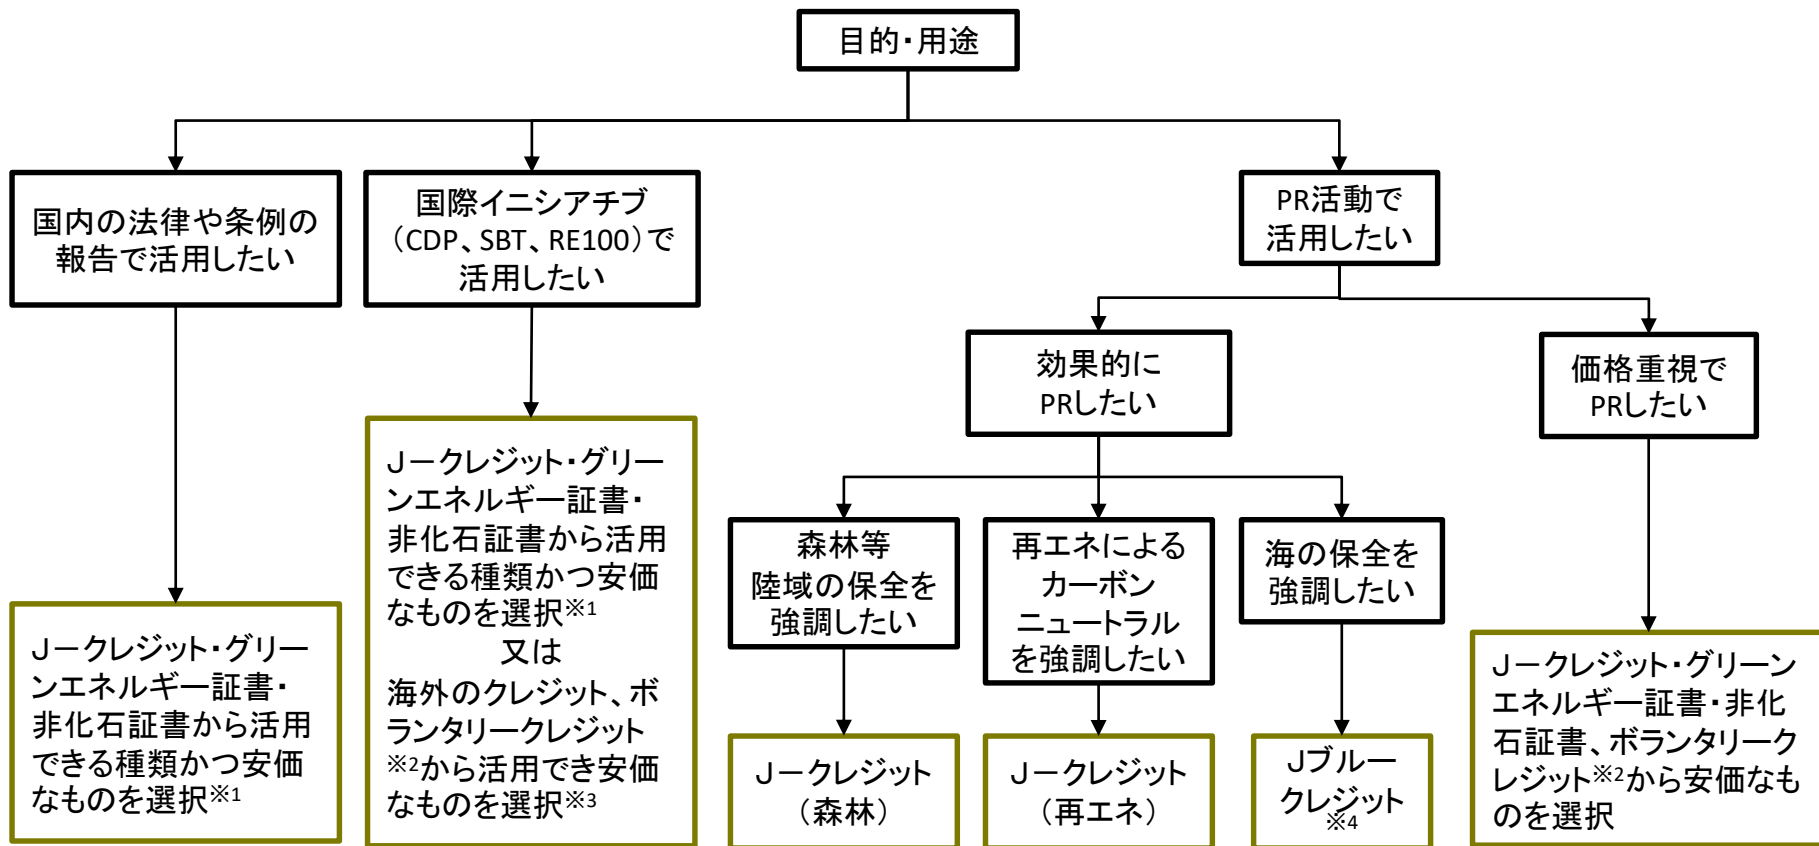 目的・用途
国内の法律や条例の
報告で活用したい
国際イニシアチブ
（CDP、SBT、RE100）で
活用したい
PR活動で
活用したい
効果的に
PRしたい
価格重視で
PRしたい
森林等
陸域の保全を
強調したい
再エネによる
カーボン
ニュートラル
を強調したい
海の保全を
強調したい
Ｊ－クレジット・グリー
ンエネルギー証書・
非化石証書から活用
できる種類かつ安価
なものを選択※1
Ｊ－クレジット・グリー
ンエネルギー証書・
非化石証書から活用
できる種類かつ安価
なものを選択※1
又は
海外のクレジット、ボ
ランタリークレジット
※2から活用でき安価
なものを選択※3
Ｊ－クレジット
（森林）
Ｊ－クレジット
（再エネ）
Ｊブルー
クレジット
※4
Ｊ－クレジット・グリーン
エネルギー証書・非化
石証書、ボランタリーク
レジット※2から安価なも
のを選択